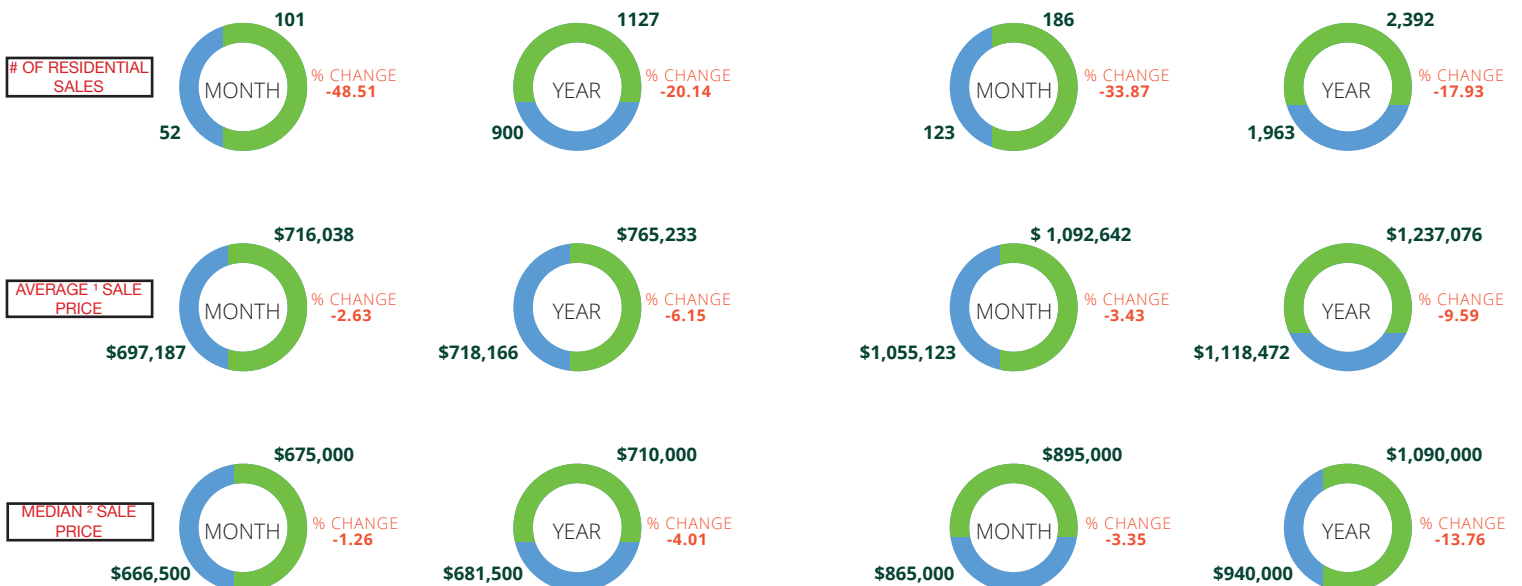 101
1127
186
2,392
# OF RESIDENTIAL
SALES
MONTH
% CHANGE
-48.51
YEAR
% CHANGE
-20.14
MONTH
% CHANGE
-33.87
YEAR
% CHANGE
-17.93
52
900
123
1,963
$716,038
$765,233
$ 1,092,642
$1,237,076
AVERAGE ¹ SALE
PRICE
MONTH
% CHANGE
-2.63
YEAR
% CHANGE
-6.15
MONTH
% CHANGE
-3.43
YEAR
% CHANGE
-9.59
$697,187
$718,166
$1,055,123
$1,118,472
$675,000
$710,000
$895,000
$1,090,000
MEDIAN ² SALE
PRICE
MONTH
% CHANGE
-1.26
YEAR
% CHANGE
-4.01
MONTH
% CHANGE
-3.35
YEAR
% CHANGE
-13.76
$666,500
$681,500
$865,000
$940,000